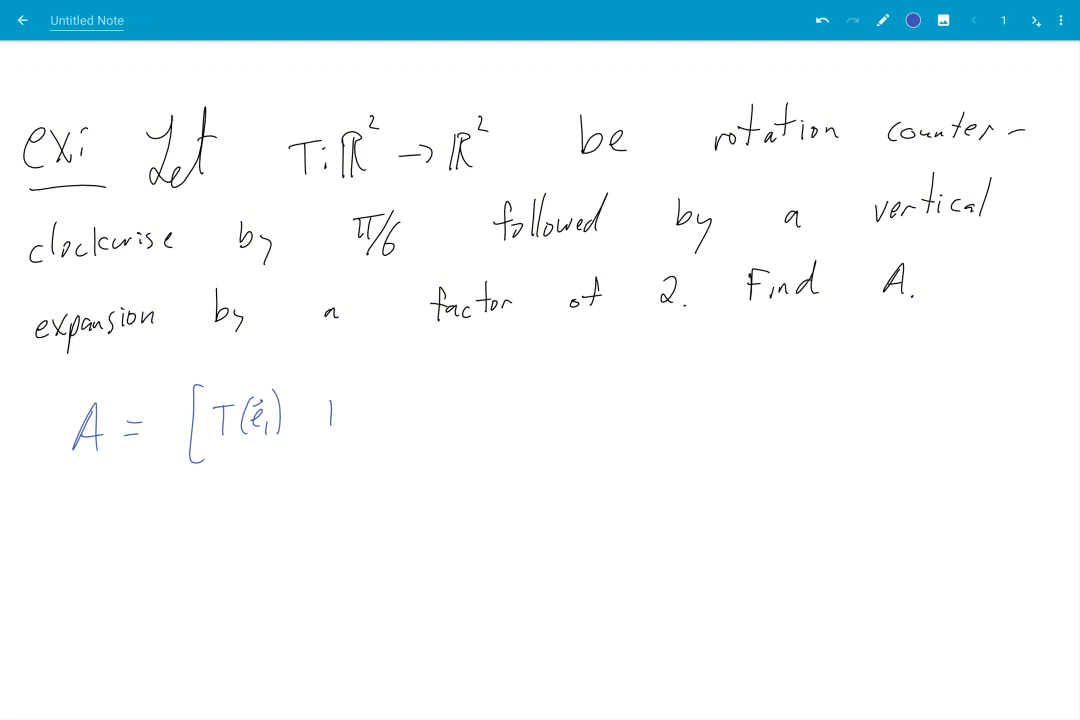 Untitled Note
1
ex: Let T: ℝ² → ℝ² be rotation counter-
clockwise by π/6 followed by a vertical
expansion by a factor of 2. Find A.
A = [T(e⃗₁) |